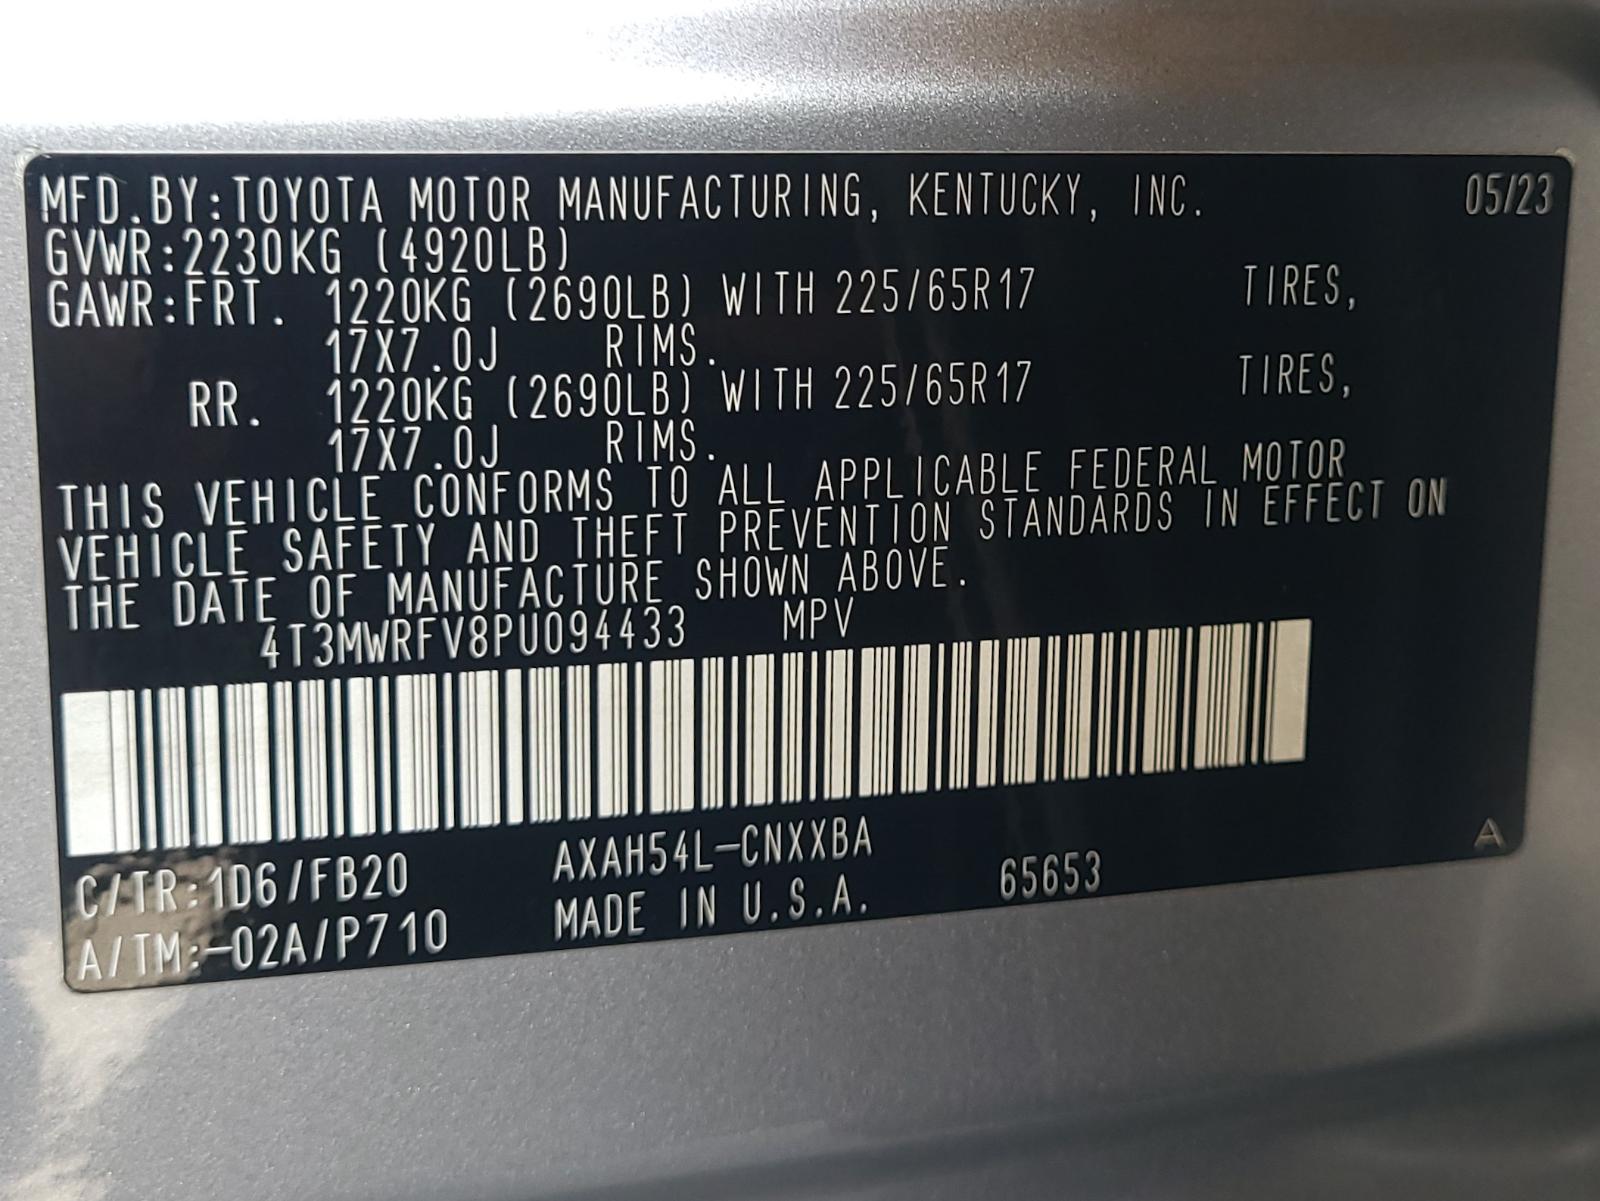 MFD.BY:TOYOTA MOTOR MANUFACTURING, KENTUCKY, INC. 05/23
GVWR:2230KG (4920LB)
GAWR:FRT. 1220KG (2690LB) WITH 225/65R17 TIRES,
17X7.0J RIMS.
RR. 1220KG (2690LB) WITH 225/65R17 TIRES,
17X7.0J RIMS.
THIS VEHICLE CONFORMS TO ALL APPLICABLE FEDERAL MOTOR
VEHICLE SAFETY AND THEFT PREVENTION STANDARDS IN EFFECT ON
THE DATE OF MANUFACTURE SHOWN ABOVE.
4T3MWRFV8PU094433 MPV
C/TR:1D6/FB20 AXAH54L-CNXXBA
A/TM:-02A/P710 MADE IN U.S.A. 65653
A